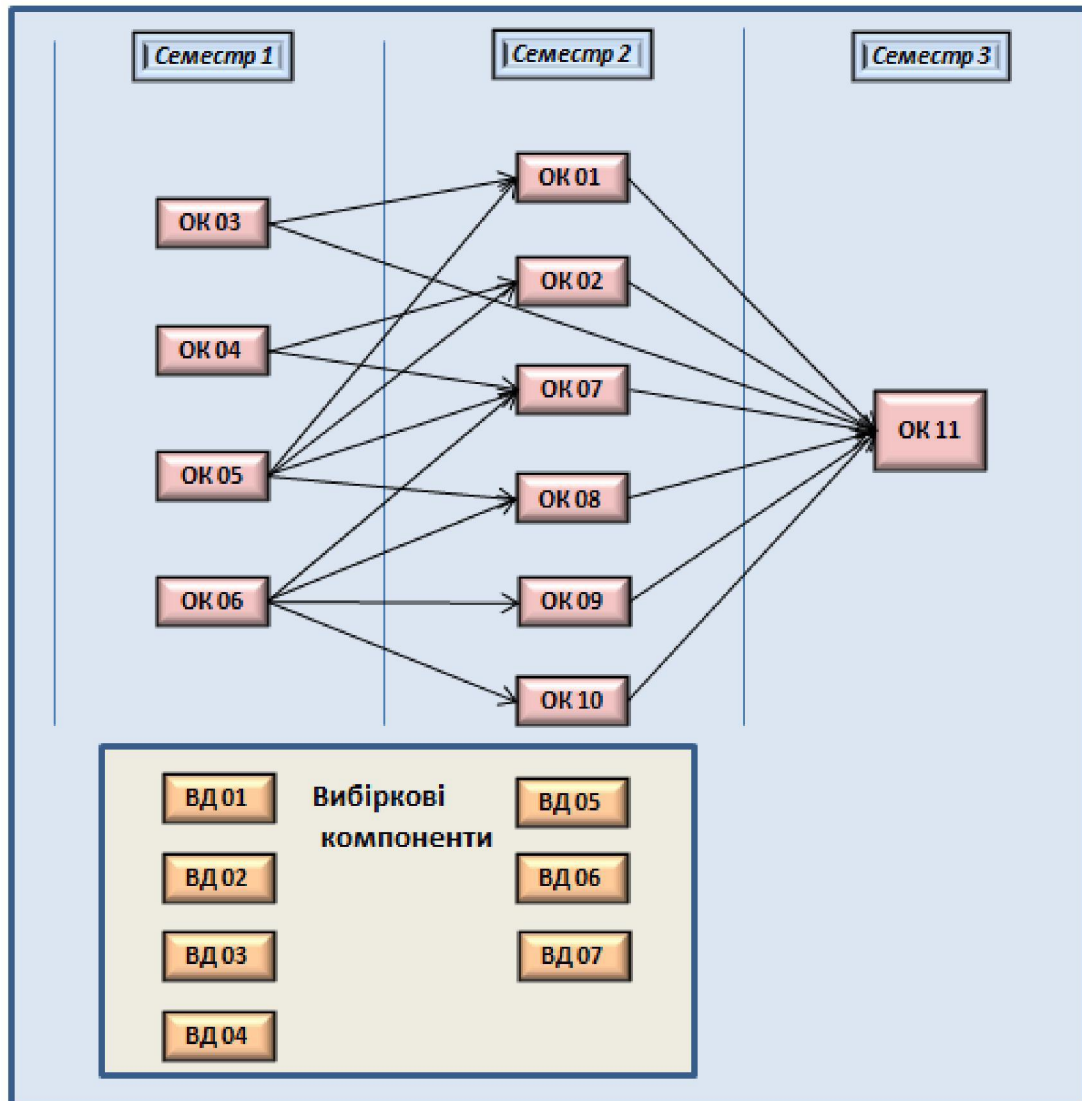 Семестр 1
Семестр 2
Семестр 3
ОК 03
ОК 04
ОК 05
ОК 06
ОК 01
ОК 02
ОК 07
ОК 08
ОК 09
ОК 10
ОК 11
Вибіркові
компоненти
ВД 01
ВД 02
ВД 03
ВД 04
ВД 05
ВД 06
ВД 07